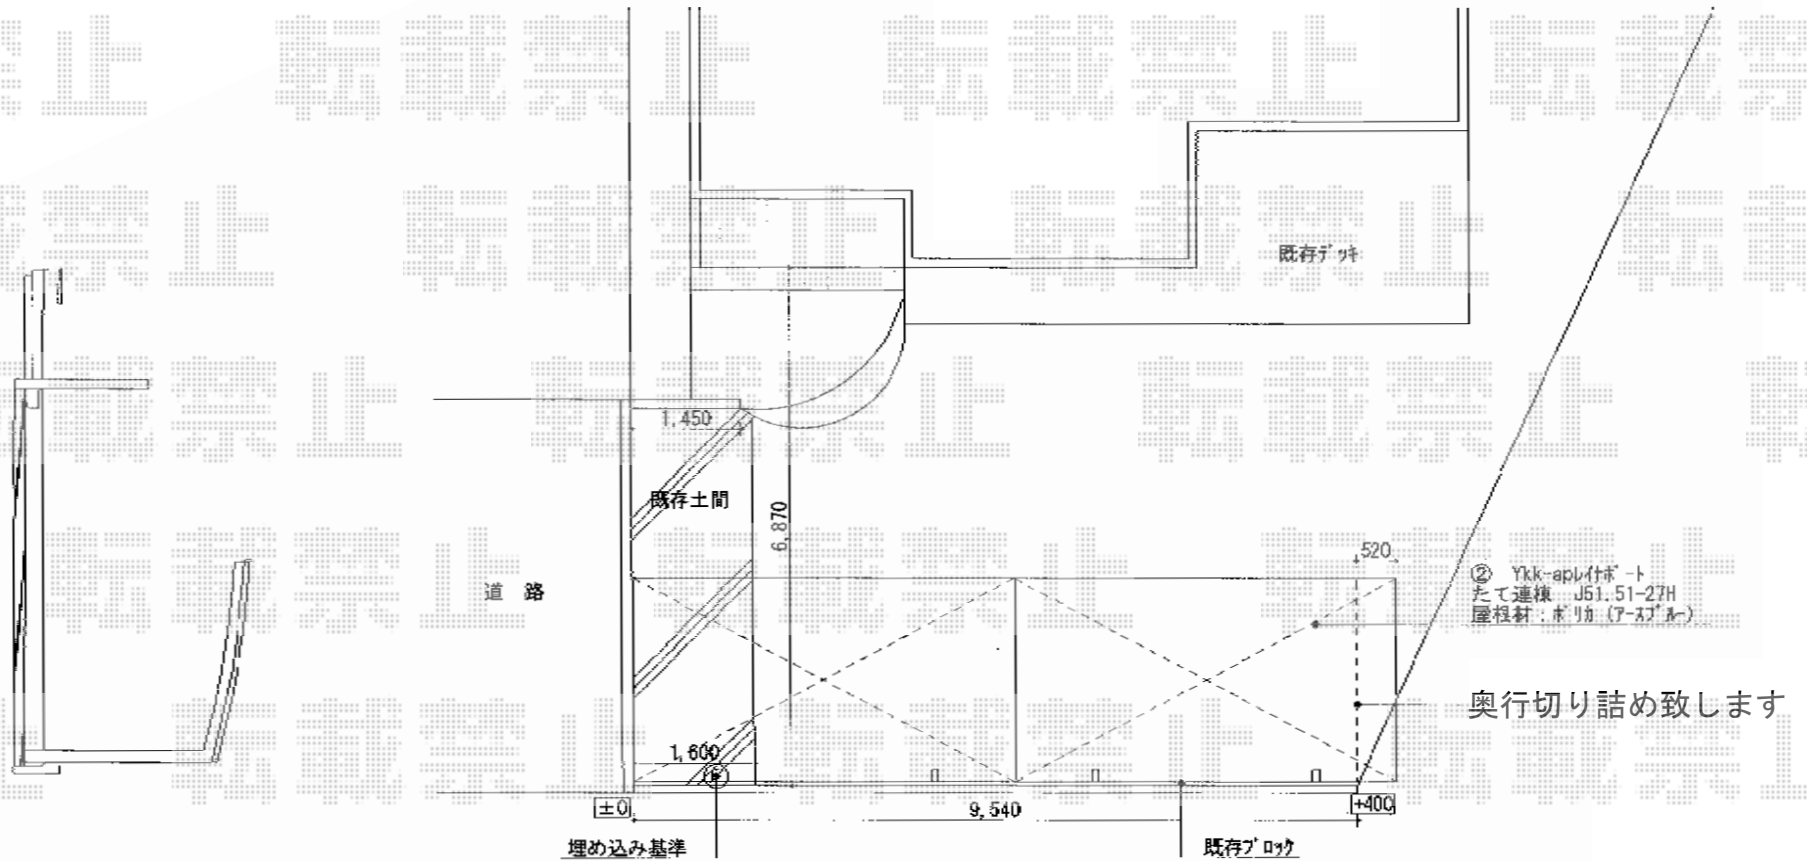 転載禁止
既存デッキ
1,450
既存土間
6,870
道路
520
② Ykk-apレイナポート
たて連棟 J51.51-27H
屋根材：ポリカ (アースブルー)
奥行切り詰め致します
1,600
±0
9,540
+400
埋め込み基準
既存ブロック